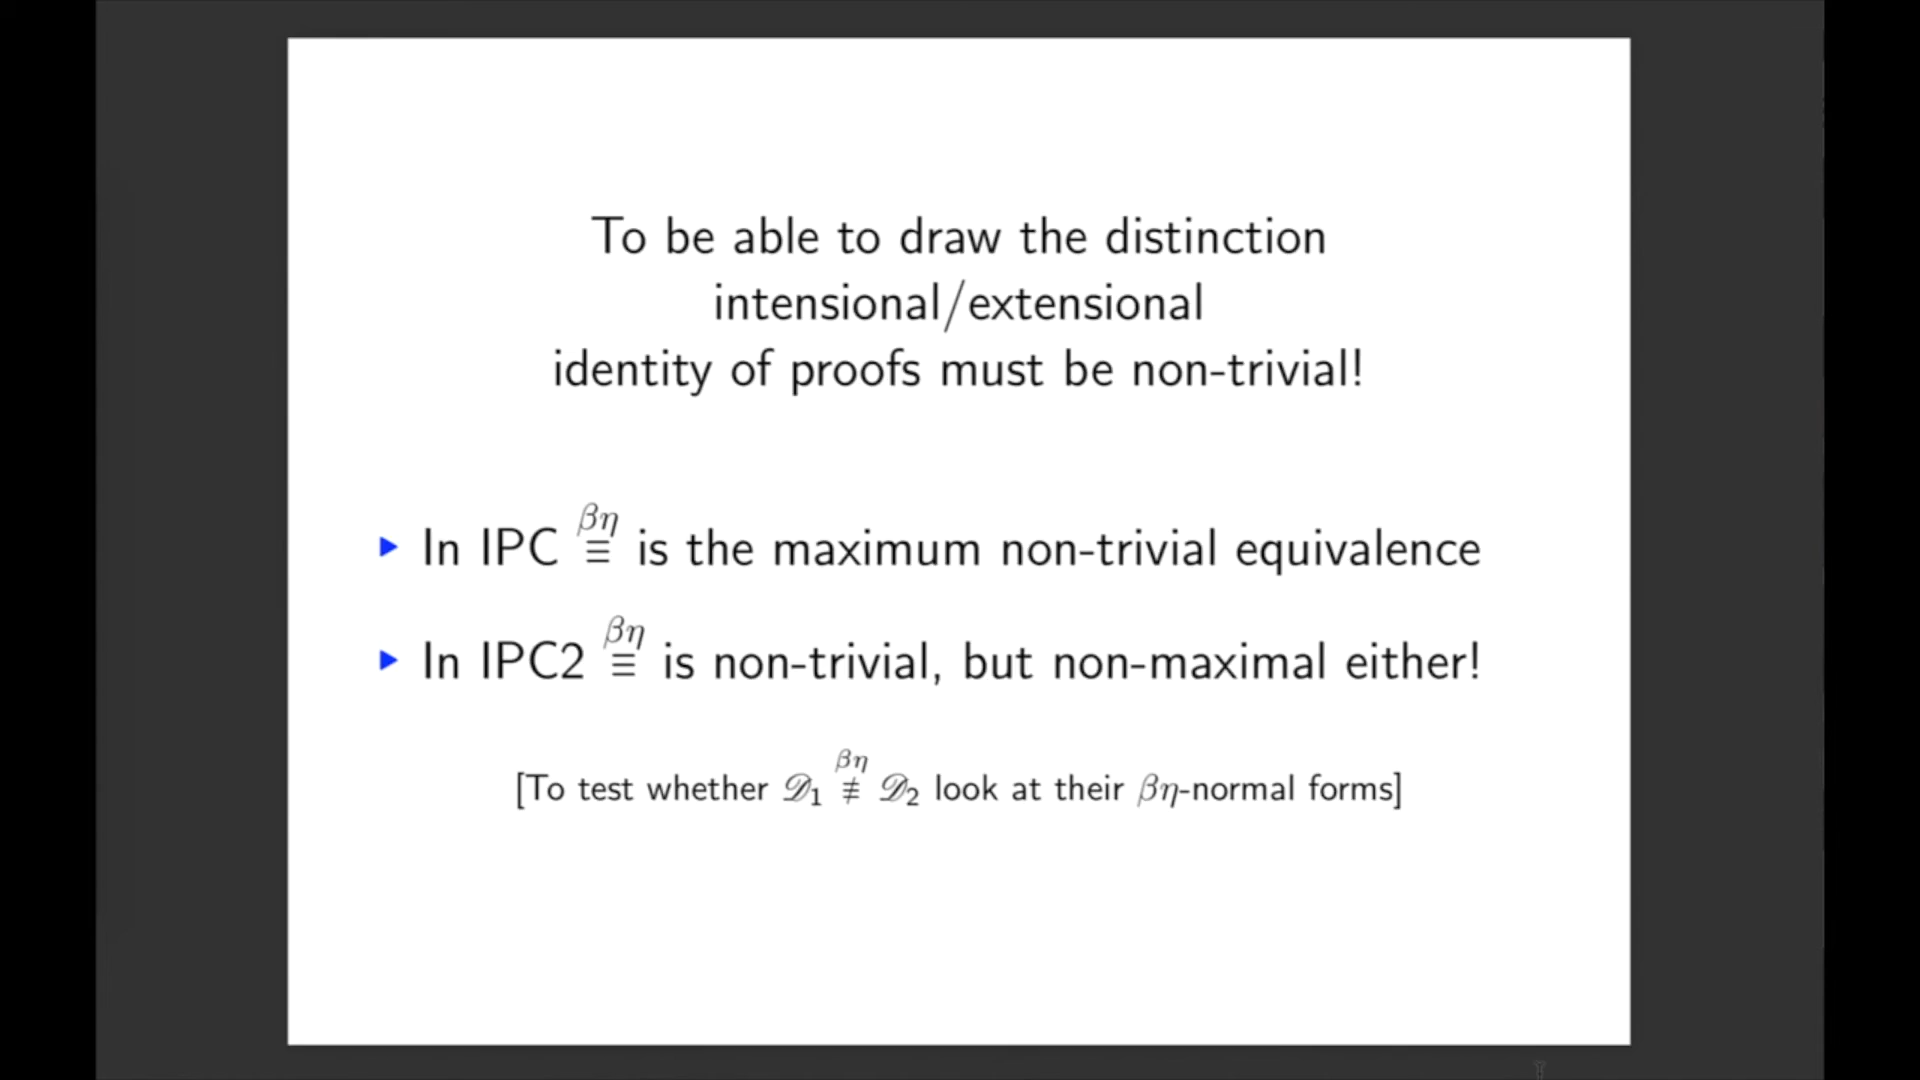 To be able to draw the distinction
intensional/extensional
identity of proofs must be non-trivial!
▶ In IPC βη≡ is the maximum non-trivial equivalence
▶ In IPC2 βη≡ is non-trivial, but non-maximal either!
[To test whether 𝒟₁ βη≢ 𝒟₂ look at their βη-normal forms]